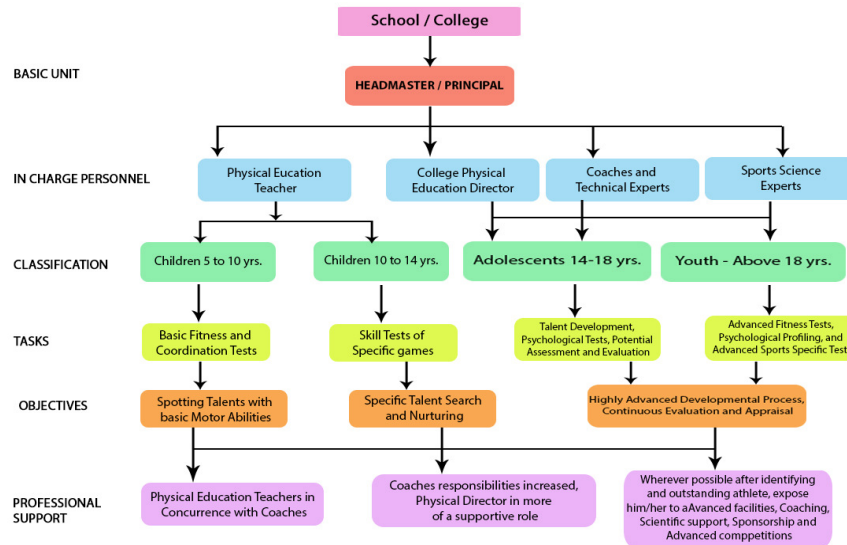 School / College
BASIC UNIT
HEADMASTER / PRINCIPAL
IN CHARGE PERSONNEL
Physical Eucation
Teacher
College Physical
Education Director
Coaches and
Technical Experts
Sports Science
Experts
CLASSIFICATION
Children 5 to 10 yrs.
Children 10 to 14 yrs.
Adolescents 14-18 yrs.
Youth - Above 18 yrs.
TASKS
Basic Fitness and
Coordination Tests
Skill Tests of
Specific games
Talent Development,
Psychological Tests, Potential
Assessment and Evaluation
Advanced Fitness Tests,
Psychological Profiling, and
Advanced Sports Specific Test
OBJECTIVES
Spotting Talents with
basic Motor Abilities
Specific Talent Search
and Nurturing
Highly Advanced Developmental Process,
Continuous Evaluation and Appraisal
PROFESSIONAL
SUPPORT
Physical Education Teachers in
Concurrence with Coaches
Coaches responsibilities increased,
Physical Director in more
of a supportive role
Wherever possible after identifying
and outstanding athlete, expose
him/her to aAvanced facilities, Coaching,
Scientific support, Sponsorship and
Advanced comppetitions